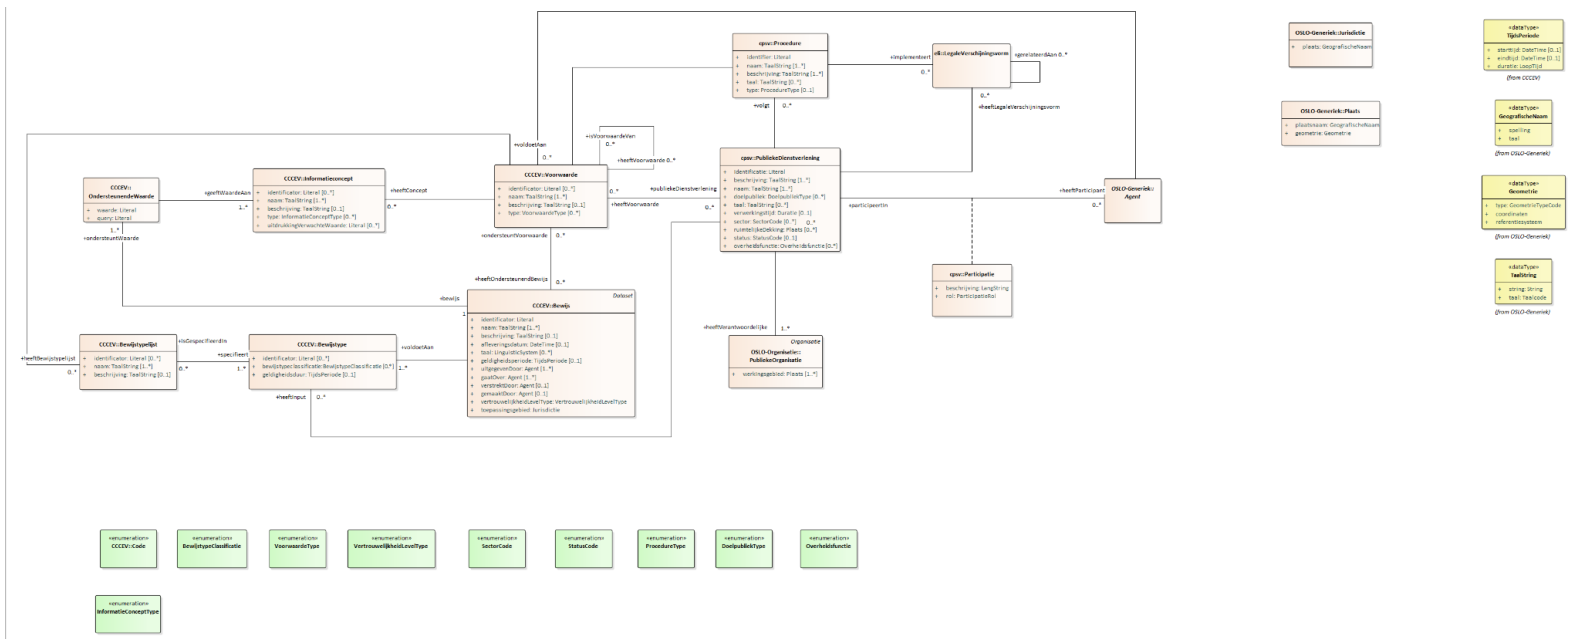 cpsv::Procedure
+ identifier: Literal
+ naam: TaalString [1..*]
+ beschrijving: TaalString [1..*]
+ taal: TaalString [0..*]
+ type: ProcedureType [0..1]
+implementeert
0..*
eli::LegaleVerschijningsvorm
+gerelateerdAan 0..*
0..*
+heeftLegaleVerschijningsvorm
+volgt
0..*
OSLO-Generiek::Jurisdictie
+ plaats: GeografischeNaam
«dataType»
TijdsPeriode
+ starttijd: DateTime [0..1]
+ eindtijd: DateTime [0..1]
+ duratie: LoopTijd
(from CCCEV)
OSLO-Generiek::Plaats
+ plaatsnaam: GeografischeNaam
+ geometrie: Geometrie
«dataType»
GeografischeNaam
+ spelling
+ taal
(from OSLO-Generiek)
+isVoorwaardeVan
0..*
+heeftVoorwaarde 0..*
+voldoetAan
0..*
CCCEV::
OndersteunendeWaarde
+ waarde: Literal
+ query: Literal
+geeftWaardeAan
1..*
CCCEV::Informatieconcept
+ identificator: Literal [0..*]
+ naam: TaalString [1..*]
+ beschrijving: TaalString [0..1]
+ type: InformatieConceptType [0..*]
+ uitdrukkingVerwachteWaarde: Literal [0..*]
+heeftConcept
0..*
CCCEV::Voorwaarde
+ identificator: Literal [0..*]
+ naam: TaalString [1..*]
+ beschrijving: TaalString [0..1]
+ type: VoorwaardeType [0..*]
0..*
+heeftVoorwaarde
+publiekeDienstverlening
0..*
cpsv::PubliekeDienstverlening
+ identificatie: Literal
+ beschrijving: TaalString [1..*]
+ naam: TaalString [1..*]
+ doelpubliek: DoelpubliekType [0..*]
+ taal: TaalString [0..*]
+ verwerkingstijd: Duratie [0..1]
+ sector: SectorCode [0..*]
+ ruimtelijkeDekking: Plaats [0..*]
+ status: StatusCode [0..1]
+ overheidsfunctie: Overheidsfunctie [0..*]
+participeertIn
0..*
+heeftParticipant
0..*
OSLO-Generiek::
Agent
«dataType»
Geometrie
+ type: GeometrieTypeCode
+ coordinaten
+ referentiesysteem
(from OSLO-Generiek)
1..*
+ondersteuntWaarde
+ondersteuntVoorwaarde
0..*
+heeftOndersteunendBewijs
0..*
cpsv::Participatie
+ beschrijving: LangString
+ rol: ParticipatieRol
«dataType»
TaalString
+ string: String
+ taal: Taalcode
(from OSLO-Generiek)
+bewijs
1
Dataset
CCCEV::Bewijs
+ identificator: Literal
+ naam: TaalString [1..*]
+ beschrijving: TaalString [0..1]
+ afleveringsdatum: DateTime [0..1]
+ taal: LinguisticSystem [0..*]
+ geldigheidsperiode: TijdsPeriode [0..1]
+ uitgegevenDoor: Agent [1..*]
+ gaatOver: Agent [1..*]
+ verstrektDoor: Agent [0..1]
+ gemaaktDoor: Agent [0..1]
+ vertrouwelijkheidLevelType: VertrouwelijkheidLevelType
+ toepassingsgebied: Jurisdictie
+heeftVerantwoordelijke
1..*
Organisatie
OSLO-Organisatie::
PubliekeOrganisatie
+ werkingsgebied: Plaats [1..*]
+heeftBewijstypelijst
0..*
CCCEV::Bewijstypelijst
+ identificator: Literal [0..*]
+ naam: TaalString [1..*]
+ beschrijving: TaalString [0..1]
+isGespecifieerdIn
0..*
+specifieert
1..*
CCCEV::Bewijstype
+ identificator: Literal [0..1]
+ bewijstypeclassificatie: BewijstypeClassificatie [0..*]
+ geldigheidsduur: TijdsPeriode [0..1]
+voldoetAan
1..*
+heeftInput
0..*
«enumeration»
CCCEV::Code
«enumeration»
BewijstypeClassificatie
«enumeration»
VoorwaardeType
«enumeration»
VertrouwelijkheidLevelType
«enumeration»
SectorCode
«enumeration»
StatusCode
«enumeration»
ProcedureType
«enumeration»
DoelpubliekType
«enumeration»
Overheidsfunctie
«enumeration»
InformatieConceptType